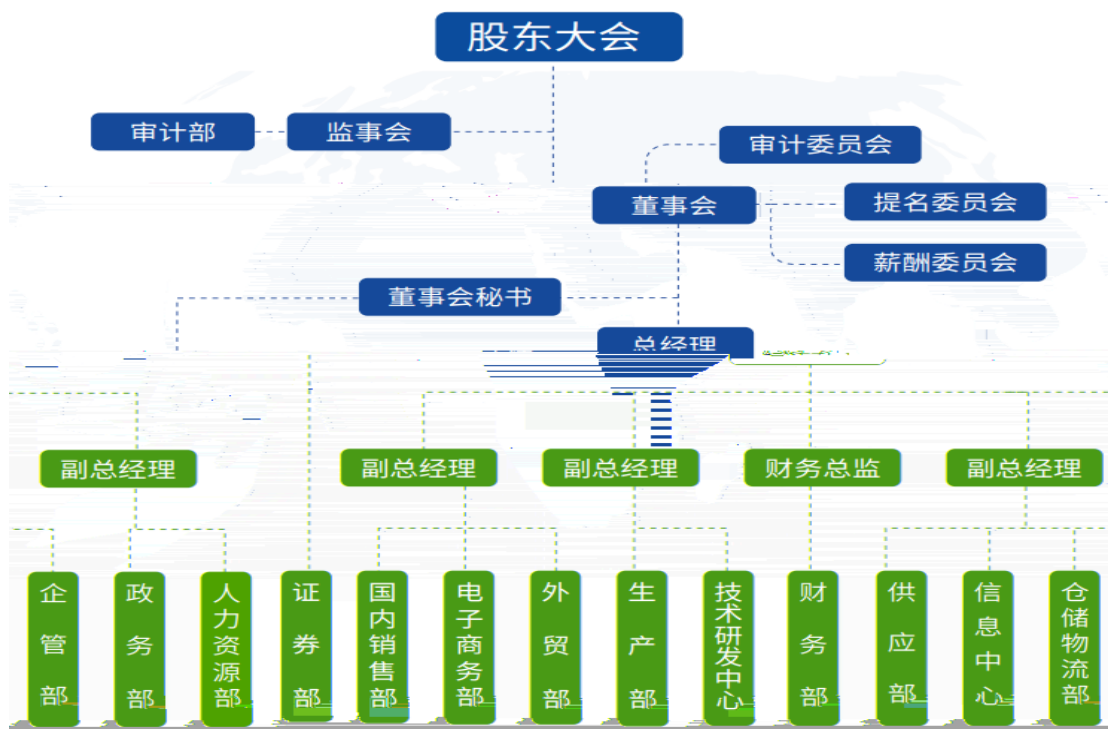 股东大会
审计部
监事会
审计委员会
董事会
提名委员会
薪酬委员会
董事会秘书
总经理
副总经理
副总经理
副总经理
财务总监
副总经理
企管部
政务部
人力资源部
证券部
国内销售部
电子商务部
外贸部
生产部
技术研发中心
财务部
供应部
信息中心
仓储物流部